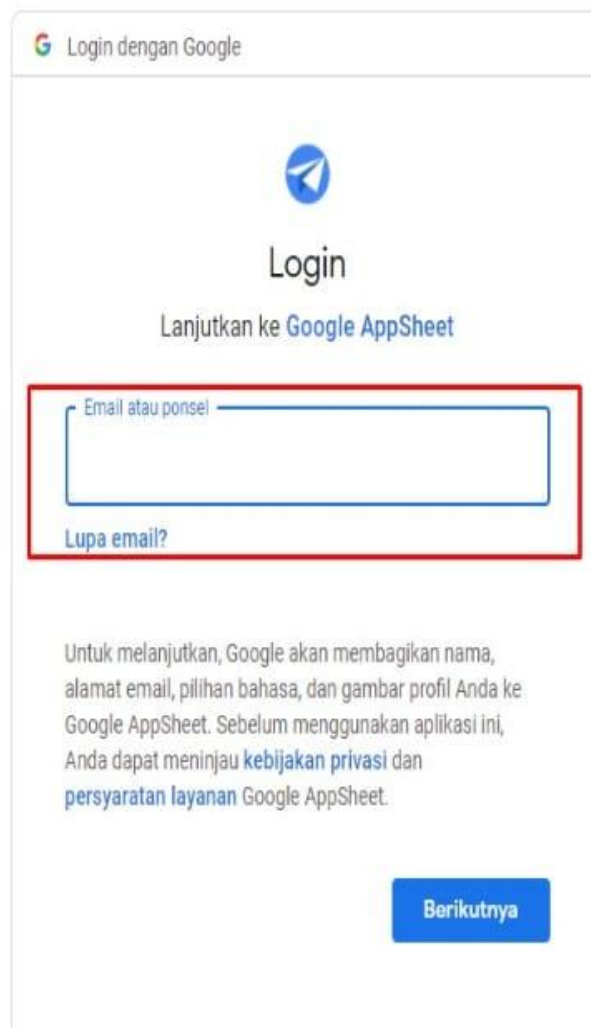 Login dengan Google
Login
Lanjutkan ke Google AppSheet
Email atau ponsel
Lupa email?
Untuk melanjutkan, Google akan membagikan nama,
alamat email, pilihan bahasa, dan gambar profil Anda ke
Google AppSheet. Sebelum menggunakan aplikasi ini,
Anda dapat meninjau kebijakan privasi dan
persyaratan layanan Google AppSheet.
Berikutnya